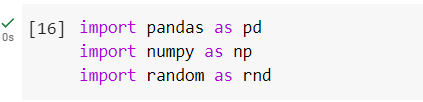 [16] import pandas as pd
0s import numpy as np
import random as rnd